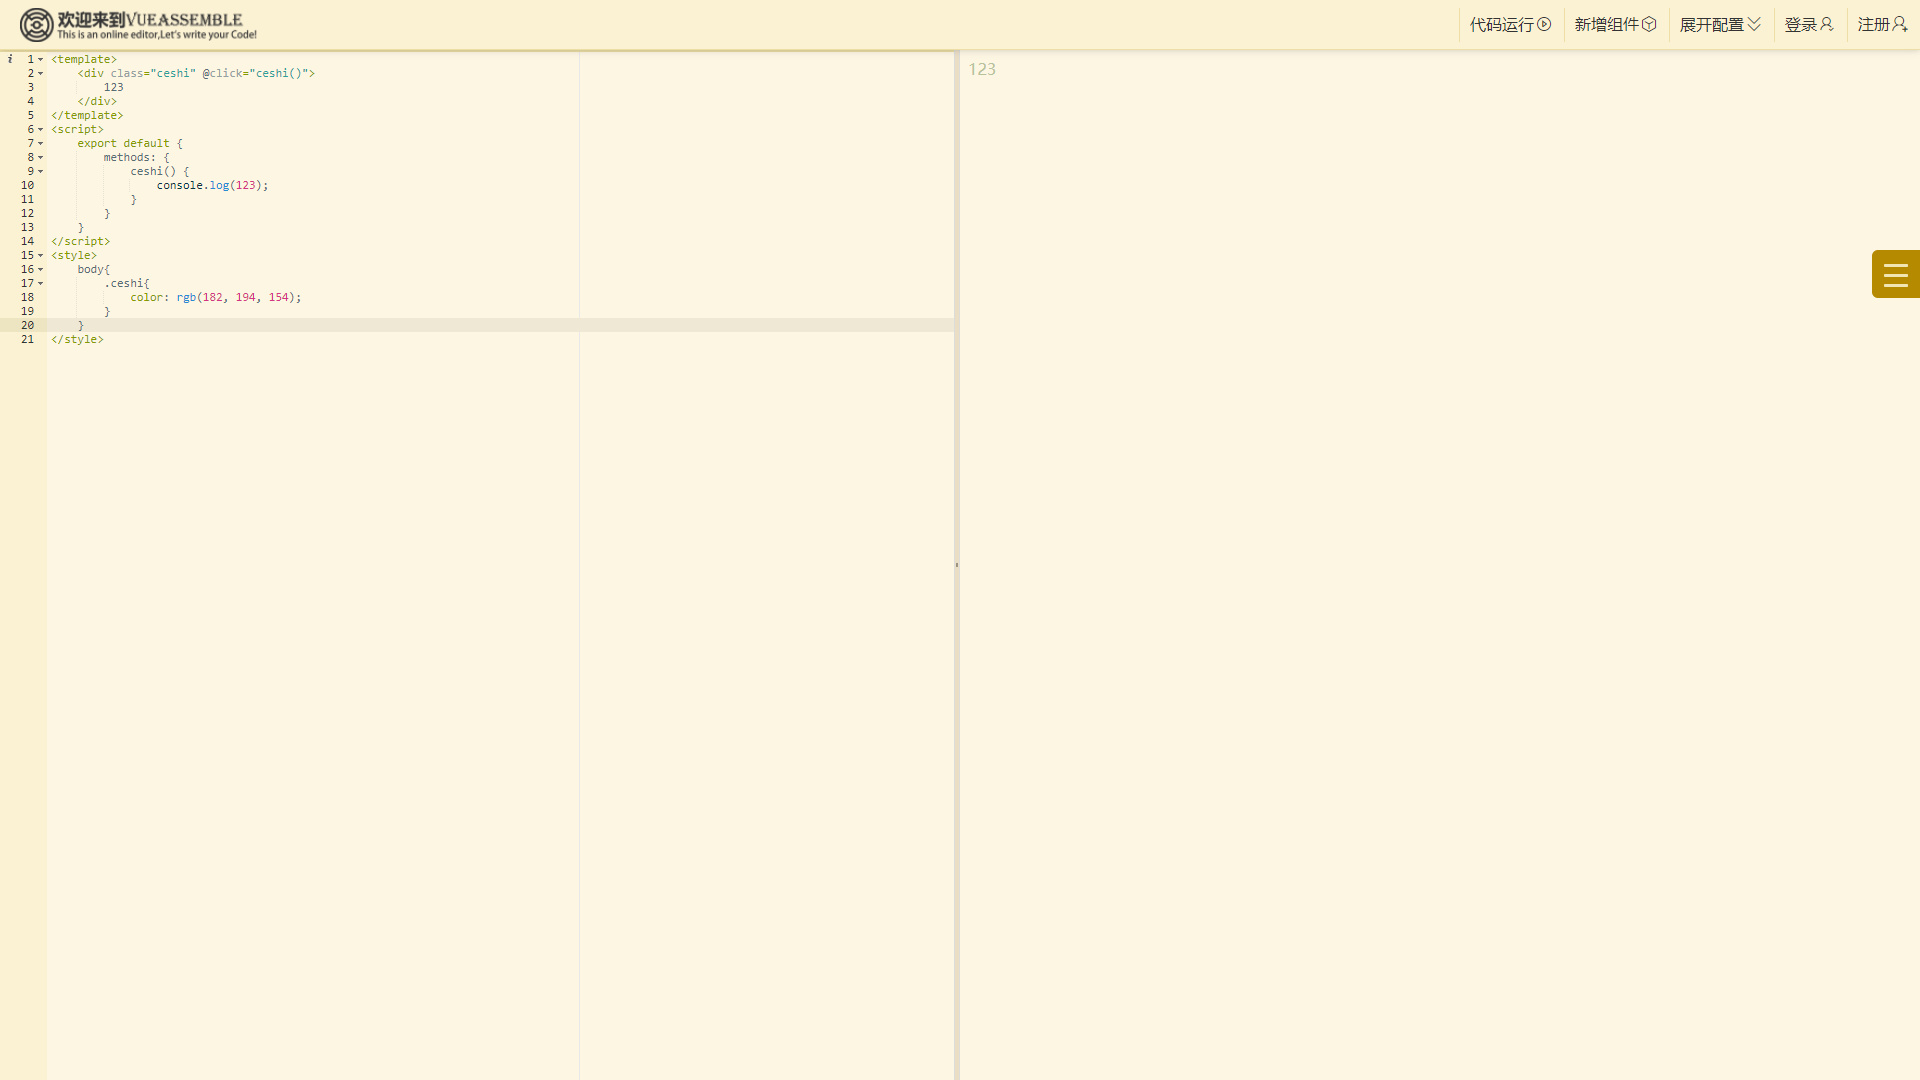 欢迎来到VUEASSEMBLE
This is an online editor,Let's write your Code!
代码运行
新增组件
展开配置
登录
注册
i 1 <template>
2 <div class="ceshi" @click="ceshi()">
3 123
4 </div>
5 </template>
6 <script>
7 export default {
8 methods: {
9 ceshi() {
10 console.log(123);
11 }
12 }
13 }
14 </script>
15 <style>
16 body{
17 .ceshi{
18 color: rgb(182, 194, 154);
19 }
20 }
21 </style>
123